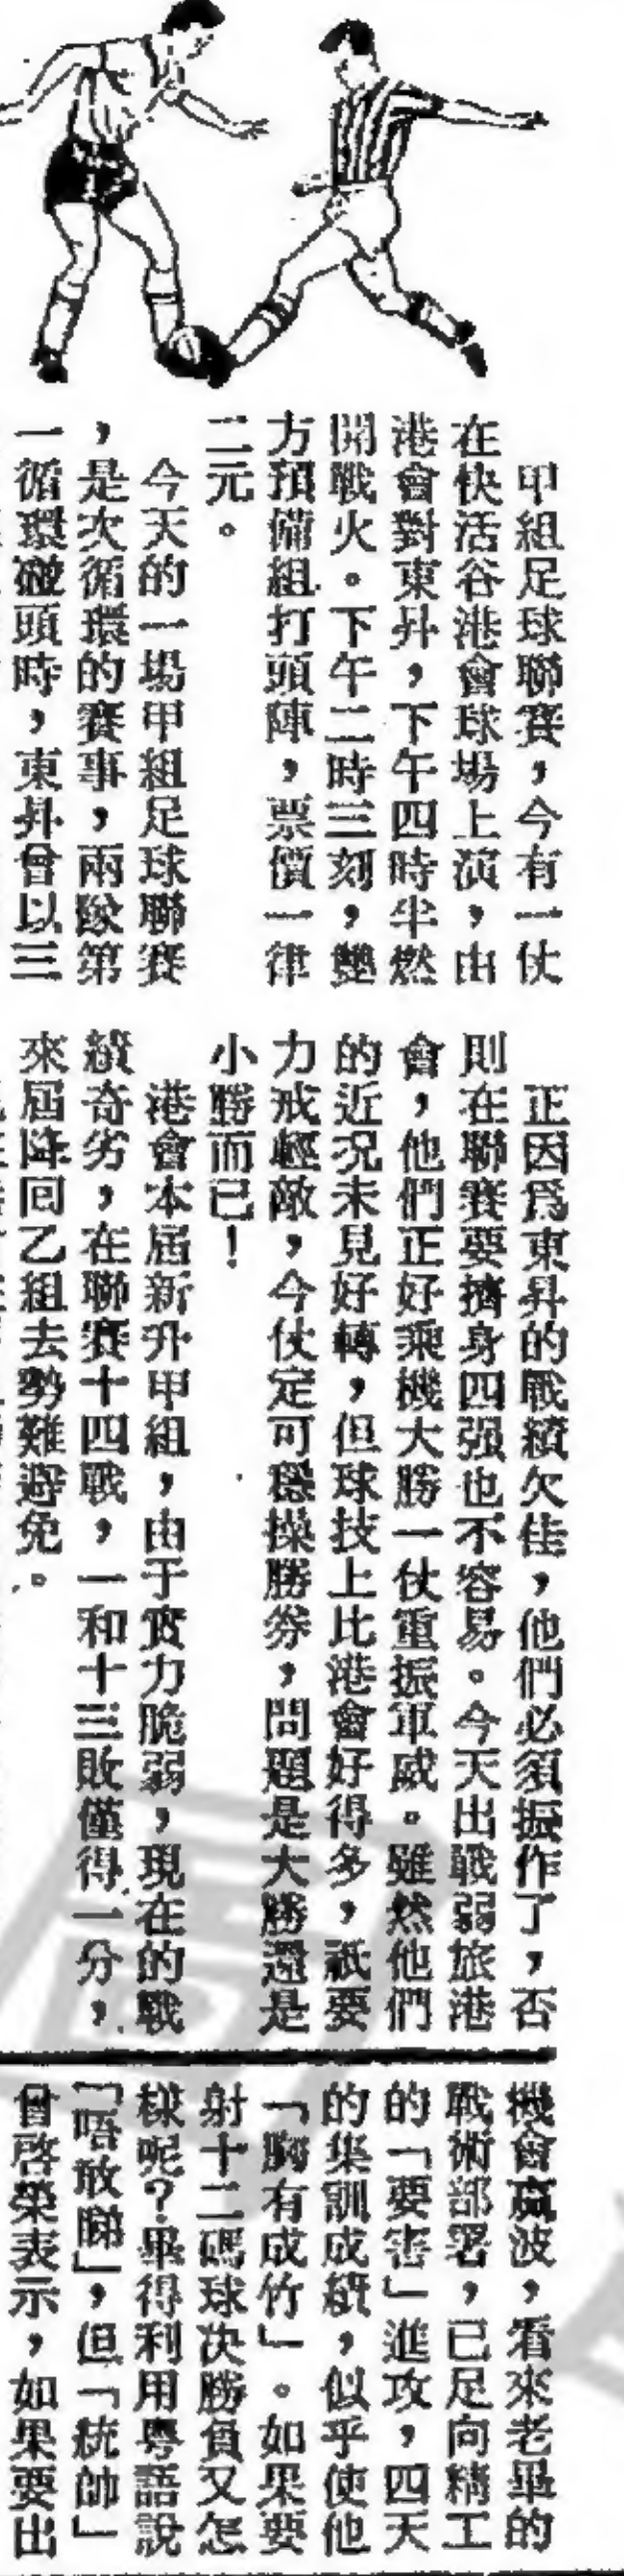 甲組足球聯賽，今有一仗
在快活谷港會球場上演，由
港會對東昇，下午四時半燃
開戰火。下午二時三刻，雙
方預備組打頭陣，票價一律
二元。
今天的一場甲組足球聯賽
，是次循環的賽事，兩隊第
一循環碰頭時，東昇曾以三
正因爲東昇的戰績欠佳，他們必須振作了，否
則在聯賽要擠身四强也不容易。今天出戰弱旅港
會，他們正好乘機大勝一仗重振軍威。雖然他們
的近况未見好轉，但球技上比港會好得多，祇要
力戒輕敵，今仗定可穩操勝券，問題是大勝還是
小勝而已！
港會本屆新升甲組，由于實力脆弱，現在的戰
績奇劣，在聯賽十四戰，一和十三敗僅得一分，
來屆降回乙組去勢難避免。
機會贏波，看來老畢的
戰術部署，已足向精工
的「要害」進攻，四天
的集訓成績，似乎使他
「胸有成竹」。如果要
射十二碼球决勝負又怎
樣呢？畢得利用粵語說
「唔敢睇」，但「統帥」
曾啓榮表示，如果要出